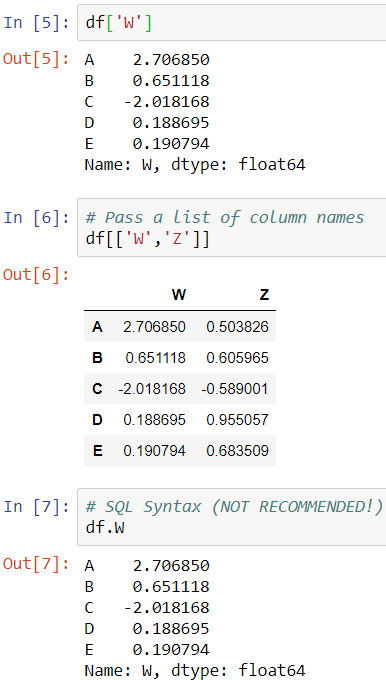 In [5]: df['W']
Out[5]: A 2.706850
B 0.651118
C -2.018168
D 0.188695
E 0.190794
Name: W, dtype: float64
In [6]: # Pass a list of column names
df[['W','Z']]
Out[6]:
W Z
A 2.706850 0.503826
B 0.651118 0.605965
C -2.018168 -0.589001
D 0.188695 0.955057
E 0.190794 0.683509
In [7]: # SQL Syntax (NOT RECOMMENDED!)
df.W
Out[7]: A 2.706850
B 0.651118
C -2.018168
D 0.188695
E 0.190794
Name: W, dtype: float64